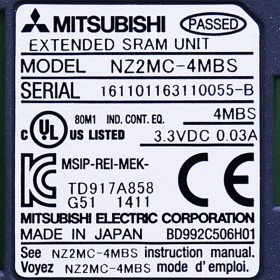 MITSUBISHI PASSED
EXTENDED SRAM UNIT
MODEL NZ2MC-4MBS
SERIAL 161101163110055-B
4MBS
c UL US LISTED 80M1 IND. CONT. EQ. 3.3VDC 0.03A
CE
KC MSIP-REI-MEK-
TD917A858
G51 1411
MITSUBISHI ELECTRIC CORPORATION
MADE IN JAPAN BD992C506H01
See NZ2MC-4MBS instruction manual.
Voyez NZ2MC-4MBS mode d'emploi.